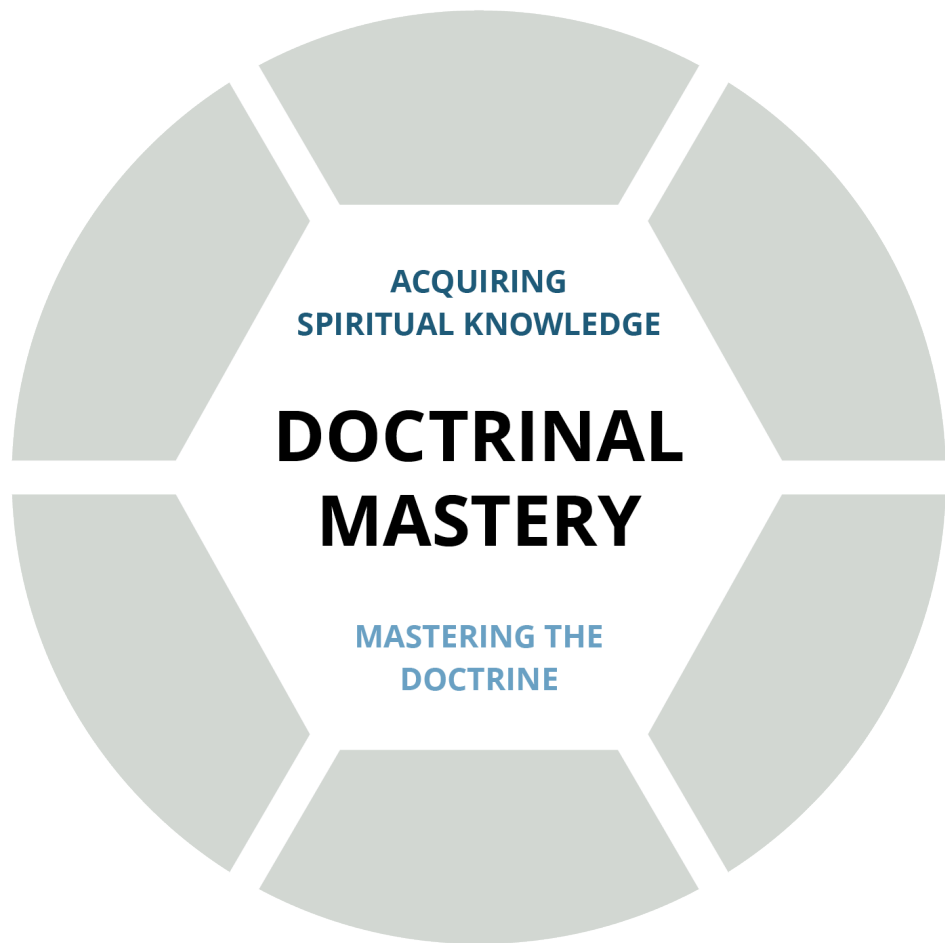 ACQUIRING
SPIRITUAL KNOWLEDGE
DOCTRINAL
MASTERY
MASTERING THE
DOCTRINE